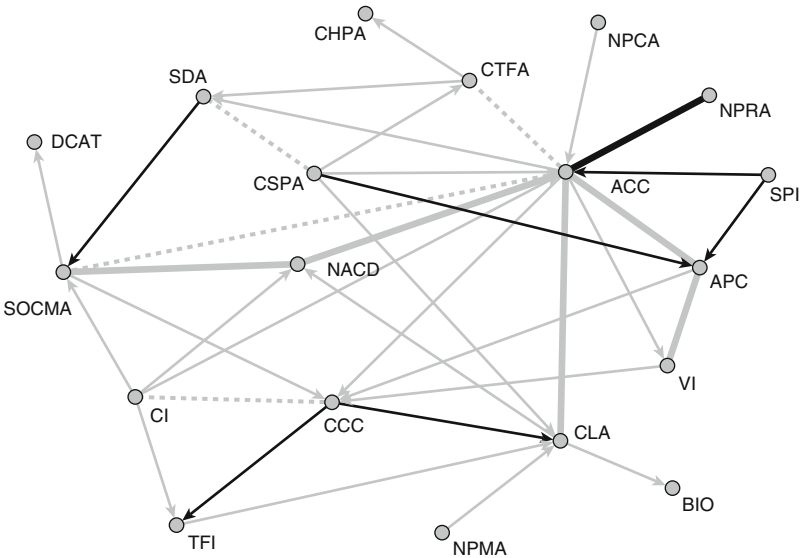 CHPA
NPCA
CTFA
SDA
NPRA
DCAT
CSPA
ACC
SPI
NACD
APC
SOCMA
VI
CI
CCC
CLA
BIO
TFI
NPMA